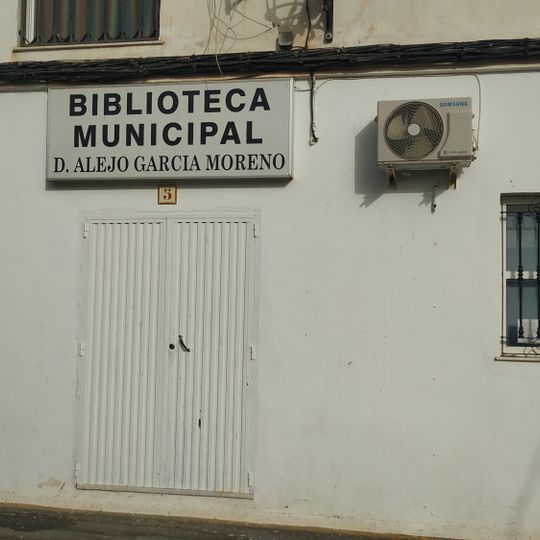 BIBLIOTECA
MUNICIPAL
D. ALEJO GARCIA MORENO
5
SAMSUNG